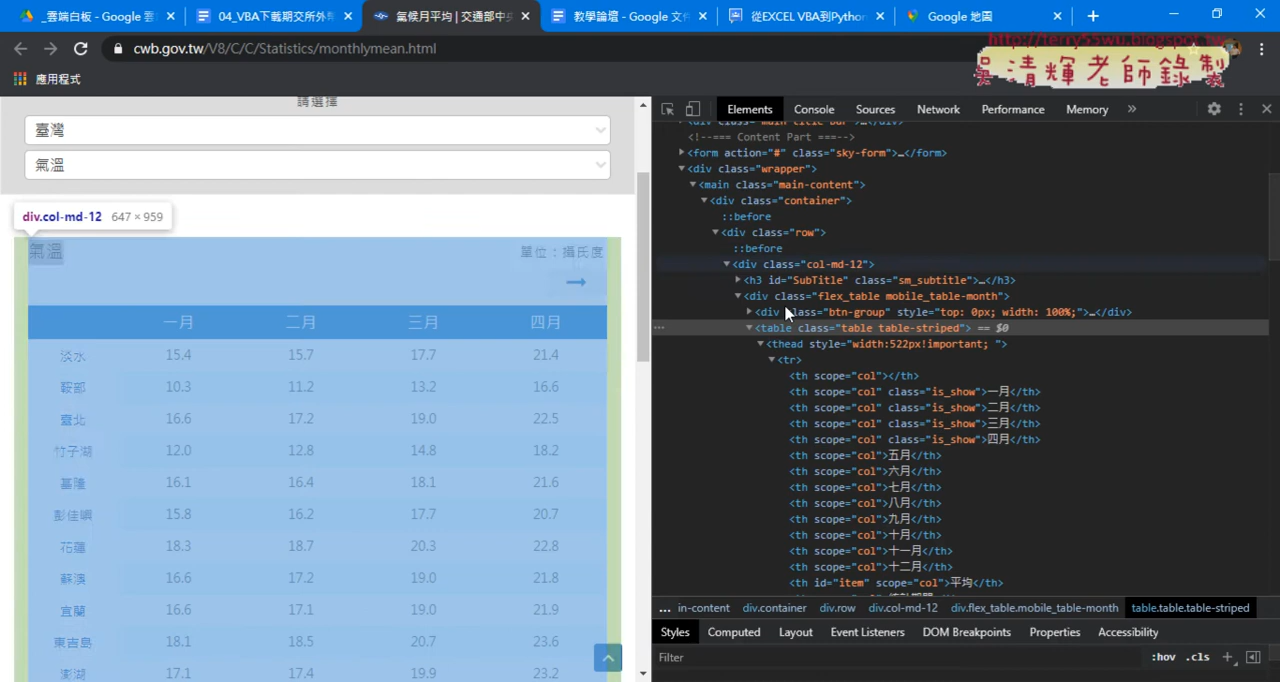 _雲端白板 - Google 雲
04_VBA下載期交所外幣
氣候月平均 | 交通部中央
教學論壇 - Google 文件
從EXCEL VBA到Python
Google 地圖
cwb.gov.tw/V8/C/C/Statistics/monthlymean.html
http://terry55wu.blogspot.tw
吳清輝老師錄製
應用程式
請選擇
臺灣
氣溫
div.col-md-12 647 × 959
氣溫 單位：攝氏度
一月 二月 三月 四月
淡水 15.4 15.7 17.7 21.4
鞍部 10.3 11.2 13.2 16.6
臺北 16.6 17.2 19.0 22.5
竹子湖 12.0 12.8 14.8 18.2
基隆 16.1 16.4 18.1 21.6
彭佳嶼 15.8 16.2 17.7 20.7
花蓮 18.3 18.7 20.3 22.8
蘇澳 16.6 17.2 19.0 21.8
宜蘭 16.6 17.1 19.0 21.9
東吉島 18.1 18.5 20.7 23.6
澎湖 17.1 17.4 19.9 23.2
Elements Console Sources Network Performance Memory »
<!--=== Content Part ===-->
<form action="#" class="sky-form">…</form>
<div class="wrapper">
<main class="main-content">
<div class="container">
::before
<div class="row">
::before
<div class="col-md-12">
<h3 id="SubTitle" class="sm_subtitle">…</h3>
<div class="flex_table mobile_table-month">
<div class="btn-group" style="top: 0px; width: 100%;">…</div>
<table class="table table-striped"> == $0
<thead style="width:522px!important; ">
<tr>
<th scope="col"></th>
<th scope="col" class="is_show">一月</th>
<th scope="col" class="is_show">二月</th>
<th scope="col" class="is_show">三月</th>
<th scope="col" class="is_show">四月</th>
<th scope="col">五月</th>
<th scope="col">六月</th>
<th scope="col">七月</th>
<th scope="col">八月</th>
<th scope="col">九月</th>
<th scope="col">十月</th>
<th scope="col">十一月</th>
<th scope="col">十二月</th>
<th id="item" scope="col">平均</th>
… in-content div.container div.row div.col-md-12 div.flex_table.mobile_table-month table.table.table-striped
Styles Computed Layout Event Listeners DOM Breakpoints Properties Accessibility
Filter :hov .cls +